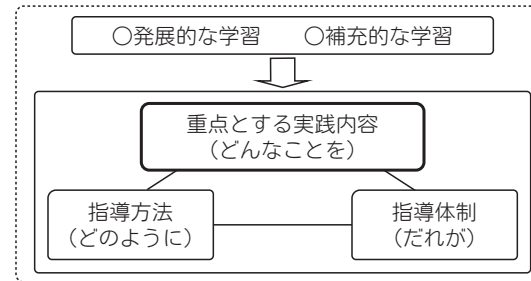 ○発展的な学習　○補充的な学習
重点とする実践内容
（どんなことを）
指導方法
（どのように）
指導体制
（だれが）